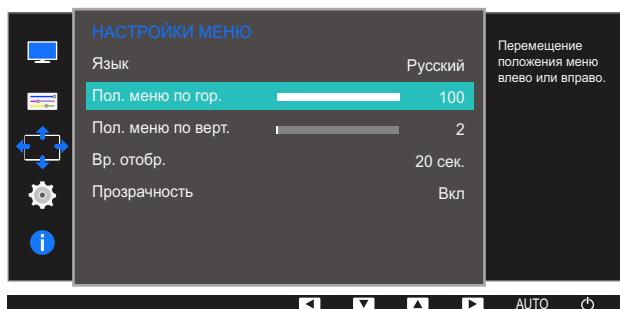 НАСТРОЙКИ МЕНЮ
Язык Русский
Пол. меню по гор. 100
Пол. меню по верт. 2
Вр. отобр. 20 сек.
Прозрачность Вкл
Перемещение
положения меню
влево или вправо.
AUTO